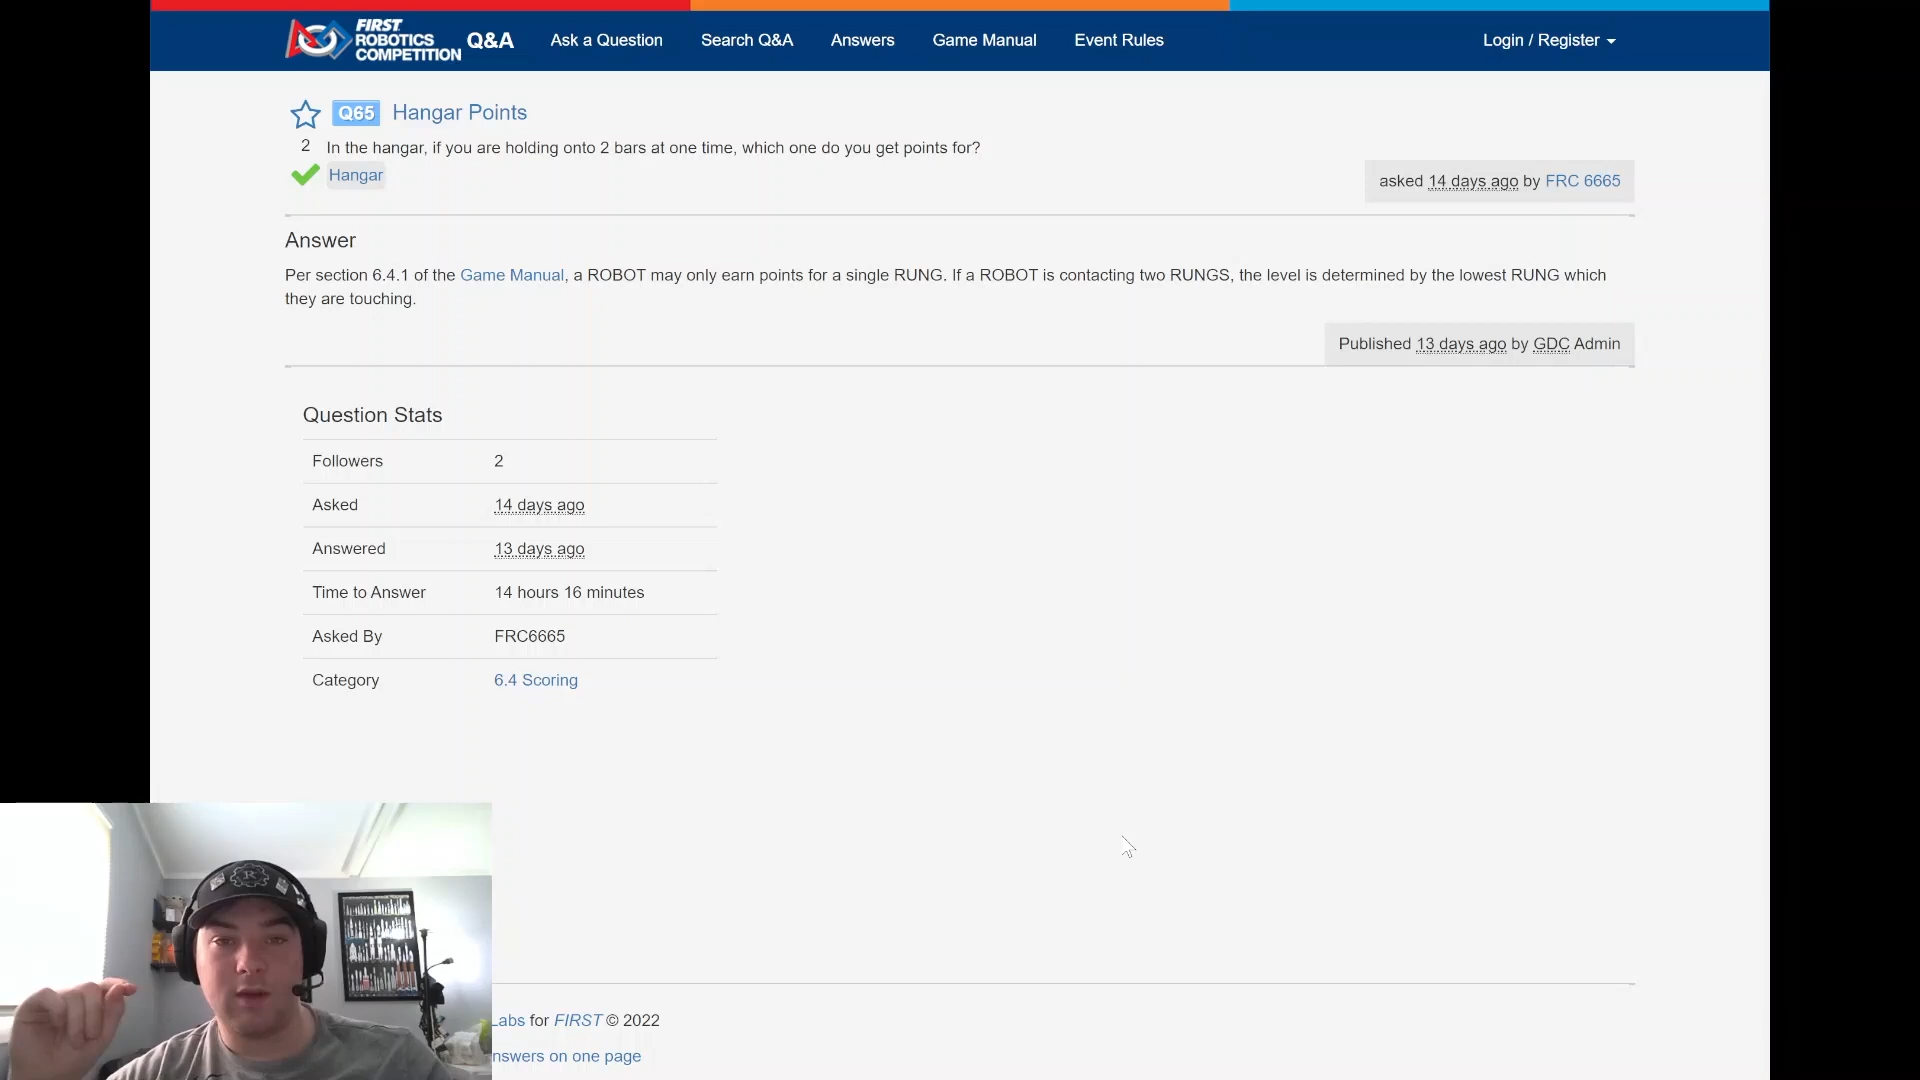 FIRST
ROBOTICS
COMPETITION
Q&A
Ask a Question
Search Q&A
Answers
Game Manual
Event Rules
Login / Register
Q65 Hangar Points
2 In the hangar, if you are holding onto 2 bars at one time, which one do you get points for?
Hangar
asked 14 days ago by FRC 6665
Answer
Per section 6.4.1 of the Game Manual, a ROBOT may only earn points for a single RUNG. If a ROBOT is contacting two RUNGS, the level is determined by the lowest RUNG which
they are touching.
Published 13 days ago by GDC Admin
Question Stats
Followers 2
Asked 14 days ago
Answered 13 days ago
Time to Answer 14 hours 16 minutes
Asked By FRC6665
Category 6.4 Scoring
Labs for FIRST © 2022
nswers on one page